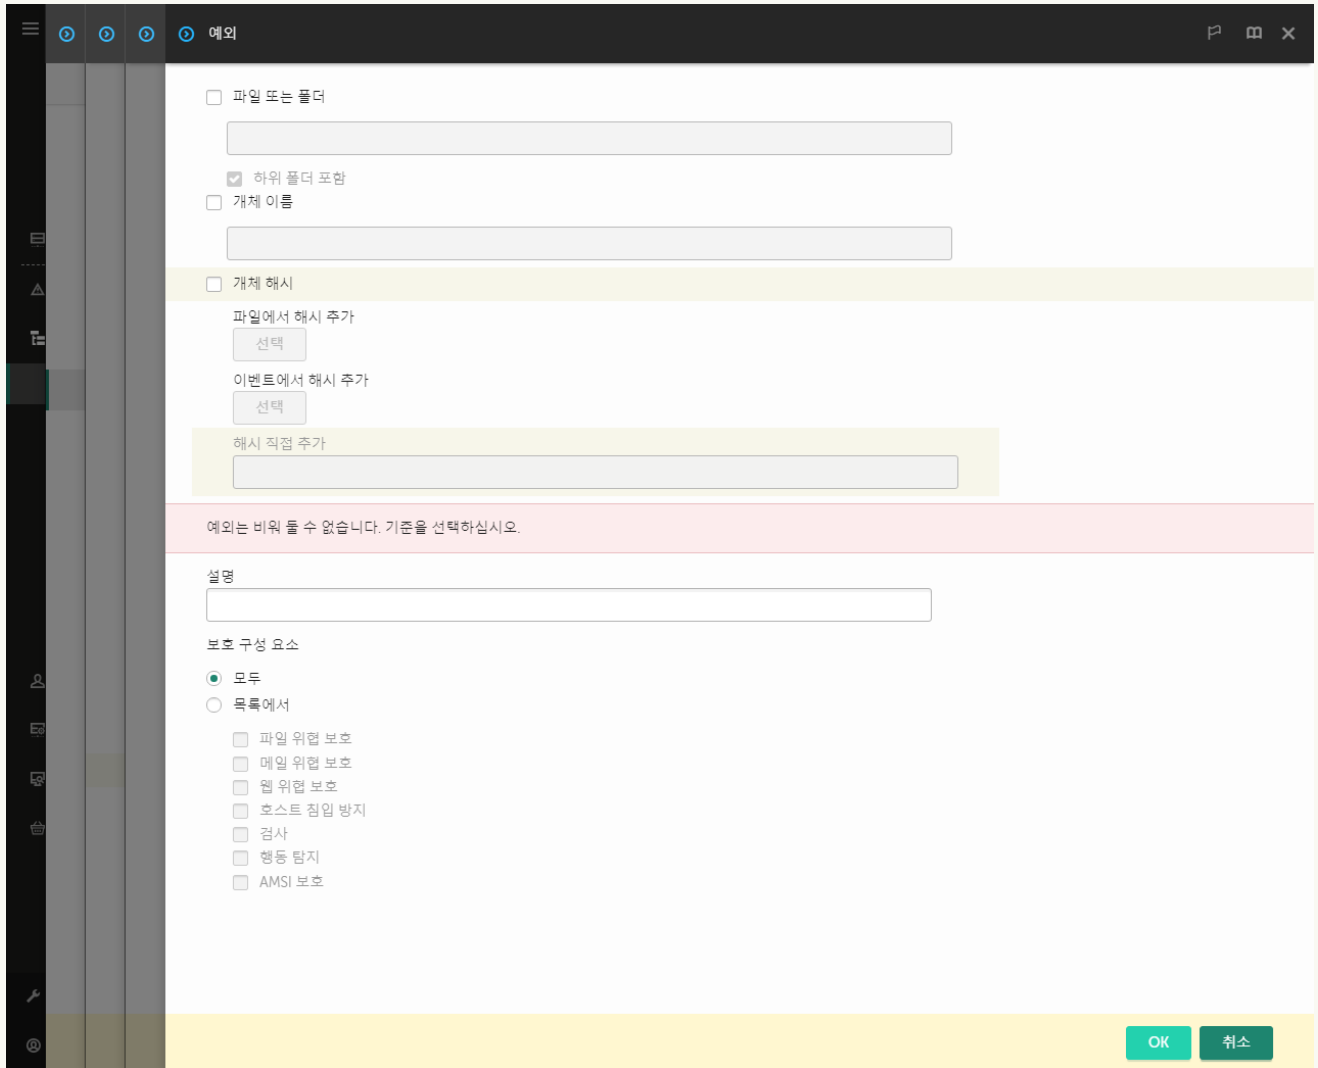 예외
파일 또는 폴더
하위 폴더 포함
개체 이름
개체 해시
파일에서 해시 추가
선택
이벤트에서 해시 추가
선택
해시 직접 추가
예외는 비워 둘 수 없습니다. 기준을 선택하십시오.
설명
보호 구성 요소
모두
목록에서
파일 위협 보호
메일 위협 보호
웹 위협 보호
호스트 침입 방지
검사
행동 탐지
AMSI 보호
OK 취소